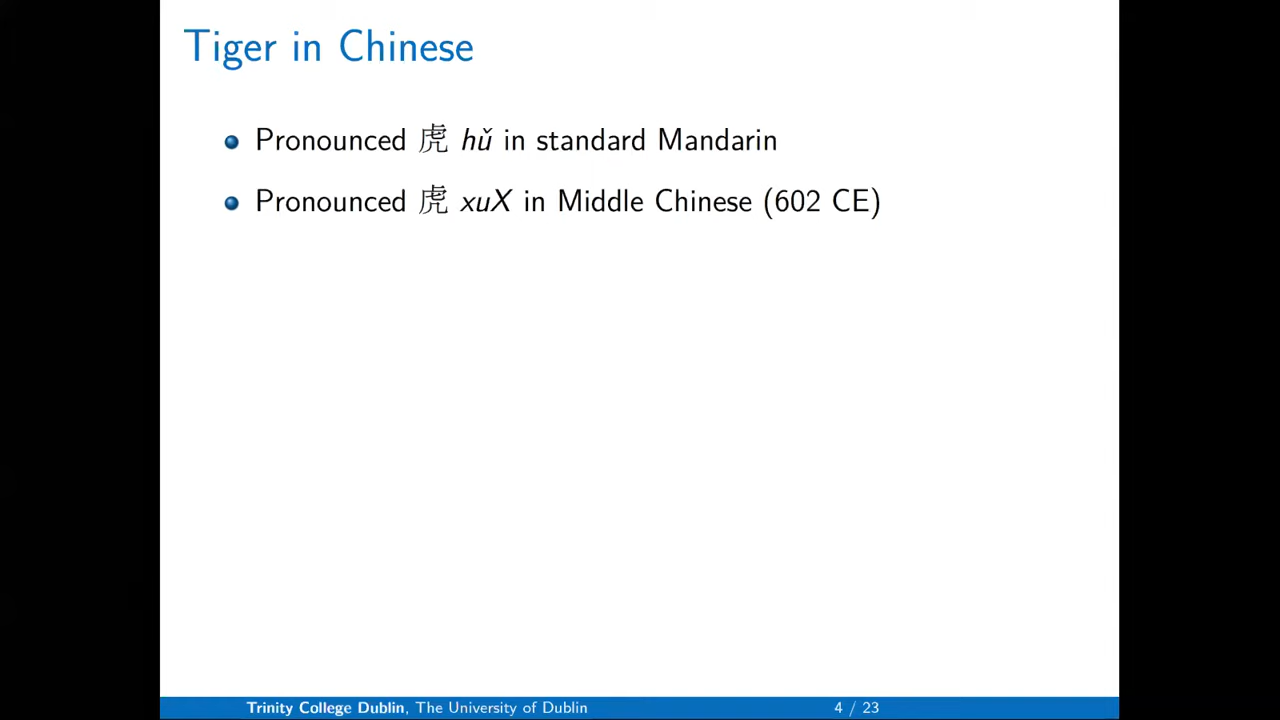 Tiger in Chinese
Pronounced 虎 hǔ in standard Mandarin
Pronounced 虎 xuX in Middle Chinese (602 CE)
Trinity College Dublin, The University of Dublin 4 / 23